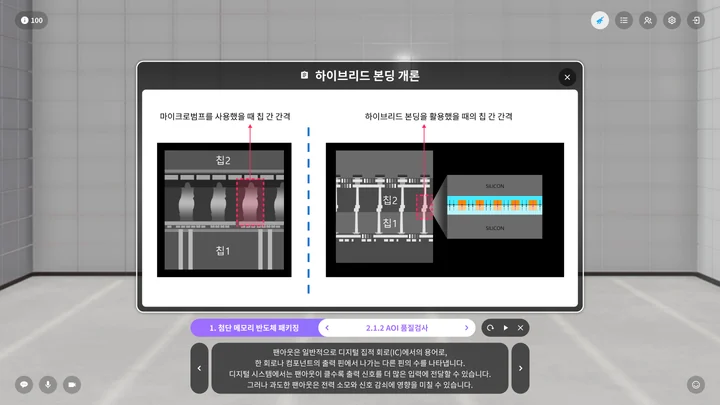 100
하이브리드 본딩 개론
마이크로범프를 사용했을 때 칩 간 간격
하이브리드 본딩을 활용했을 때의 칩 간 간격
칩2
칩1
칩2
칩1
SILICON
SILICON
1. 첨단 메모리 반도체 패키징
2.1.2 AOI 품질검사
팬아웃은 일반적으로 디지털 집적 회로(IC)에서의 용어로,
한 회로나 컴포넌트의 출력 핀에서 나가는 다른 핀의 수를 나타냅니다.
디지털 시스템에서는 팬아웃이 클수록 출력 신호를 더 많은 입력에 전달할 수 있습니다.
그러나 과도한 팬아웃은 전력 소모와 신호 감쇠에 영향을 미칠 수 있습니다.